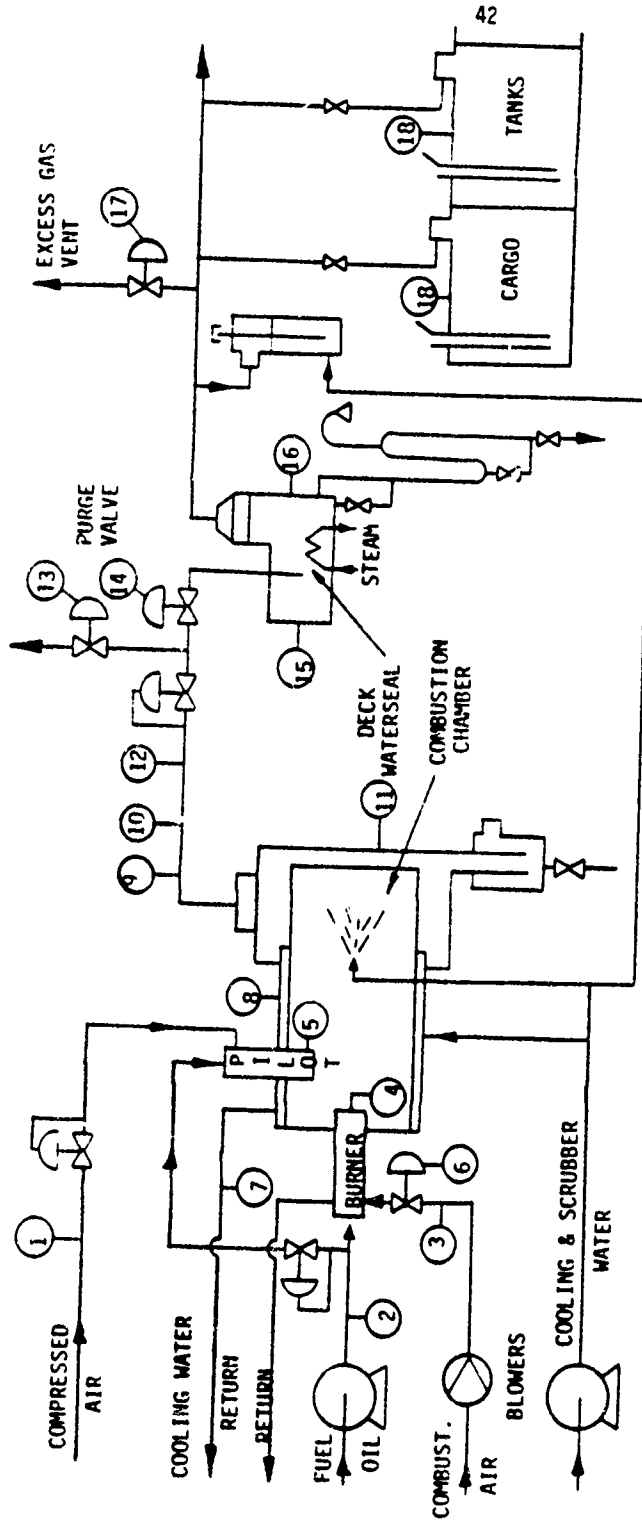 42
COMPRESSED
AIR
1
COOLING WATER
RETURN
RETURN
FUEL
OIL
2
COMBUST.
AIR
BLOWERS
3
COOLING & SCRUBBER
WATER
BURNER
4
PILOT
5
6
7
8
9
10
11
12
13
PURGE
VALVE
14
15
DECK
WATERSEAL
COMBUSTION
CHAMBER
STEAM
16
EXCESS GAS
VENT
17
18
CARGO
18
TANKS